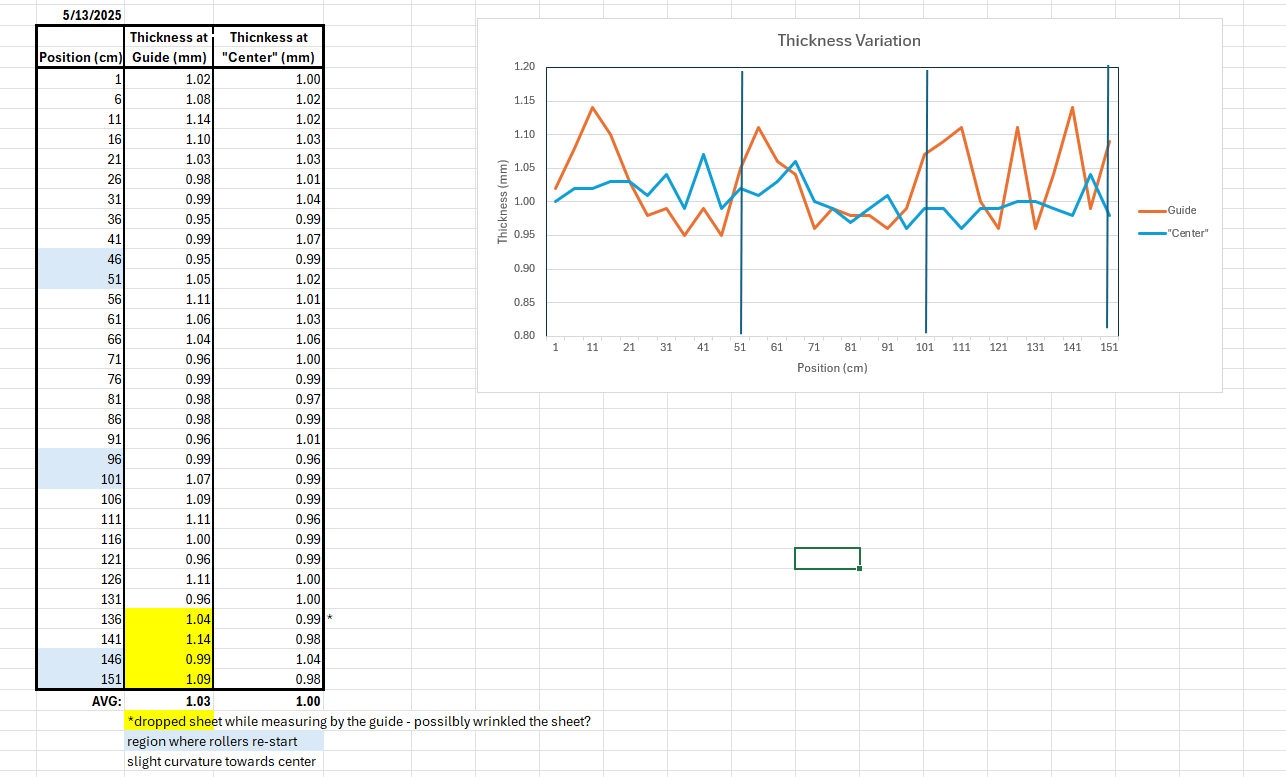 5/13/2025
Thickness at Thicnkess at
Position (cm) Guide (mm) "Center" (mm)
1 1.02 1.00
6 1.08 1.02
11 1.14 1.02
16 1.10 1.03
21 1.03 1.03
26 0.98 1.01
31 0.99 1.04
36 0.95 0.99
41 0.99 1.07
46 0.95 0.99
51 1.05 1.02
56 1.11 1.01
61 1.06 1.03
66 1.04 1.06
71 0.96 1.00
76 0.99 0.99
81 0.98 0.97
86 0.98 0.99
91 0.96 1.01
96 0.99 0.96
101 1.07 0.99
106 1.09 0.99
111 1.11 0.96
116 1.00 0.99
121 0.96 0.99
126 1.11 1.00
131 0.96 1.00
136 1.04 0.99 *
141 1.14 0.98
146 0.99 1.04
151 1.09 0.98
AVG: 1.03 1.00
*dropped sheet while measuring by the guide - possilbly wrinkled the sheet?
region where rollers re-start
slight curvature towards center
Thickness Variation
1.20
1.15
1.10
1.05
1.00
0.95
0.90
0.85
0.80
Thickness (mm)
1 11 21 31 41 51 61 71 81 91 101 111 121 131 141 151
Position (cm)
Guide
"Center"